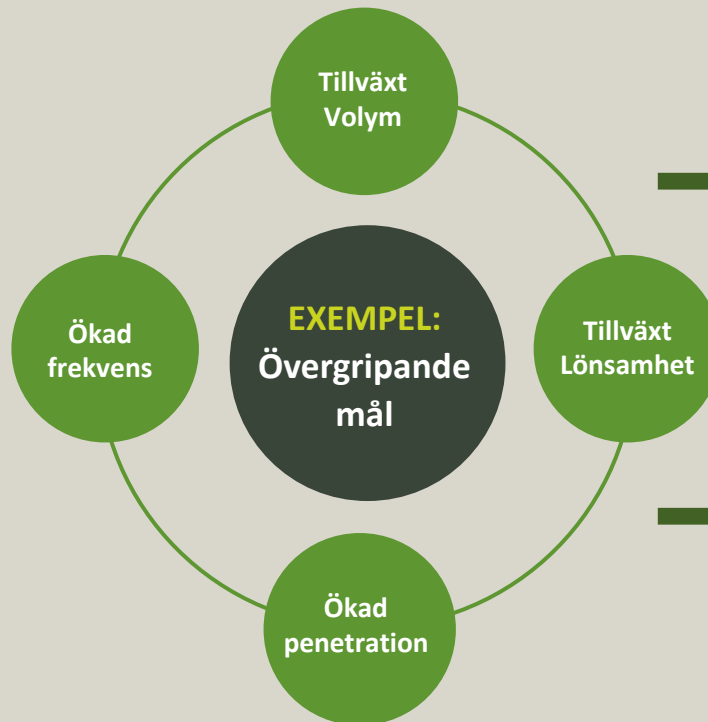 Tillväxt
Volym
EXEMPEL:
Övergripande
mål
Ökad
frekvens
Tillväxt
Lönsamhet
Ökad
penetration